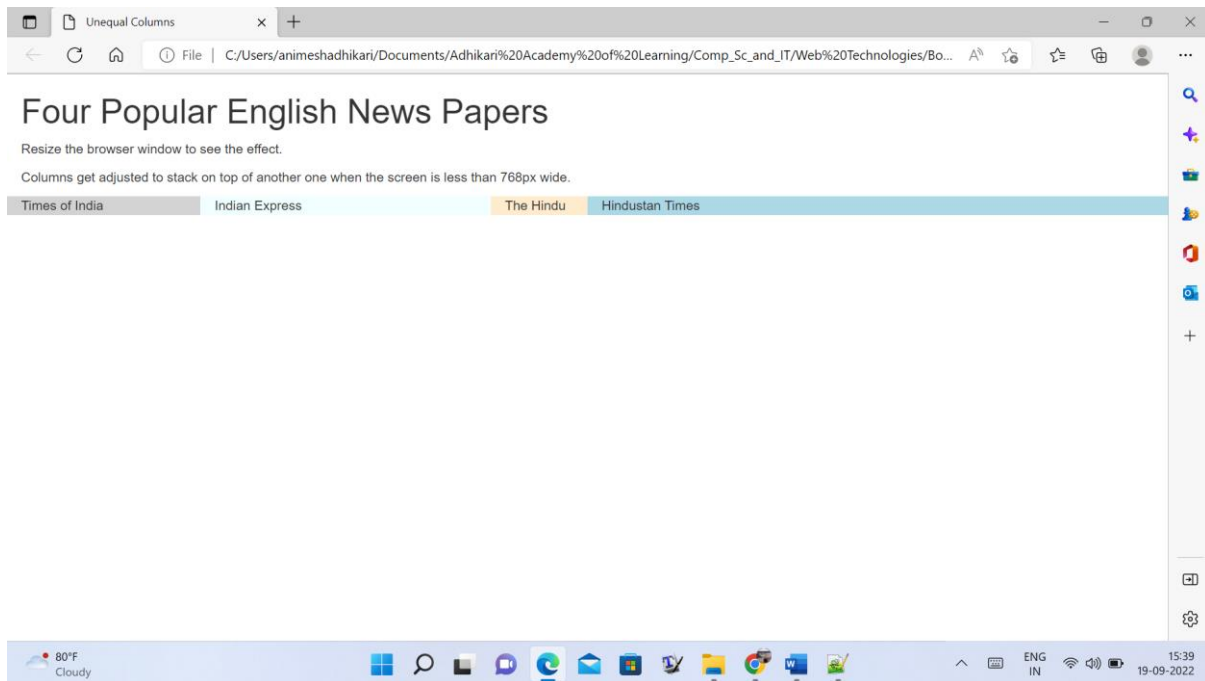 Unequal Columns
File | C:/Users/animeshadhikari/Documents/Adhikari%20Academy%20of%20Learning/Comp_Sc_and_IT/Web%20Technologies/Bo...
Four Popular English News Papers
Resize the browser window to see the effect.
Columns get adjusted to stack on top of another one when the screen is less than 768px wide.
Times of India Indian Express The Hindu Hindustan Times
80°F
Cloudy
ENG
IN
15:39
19-09-2022